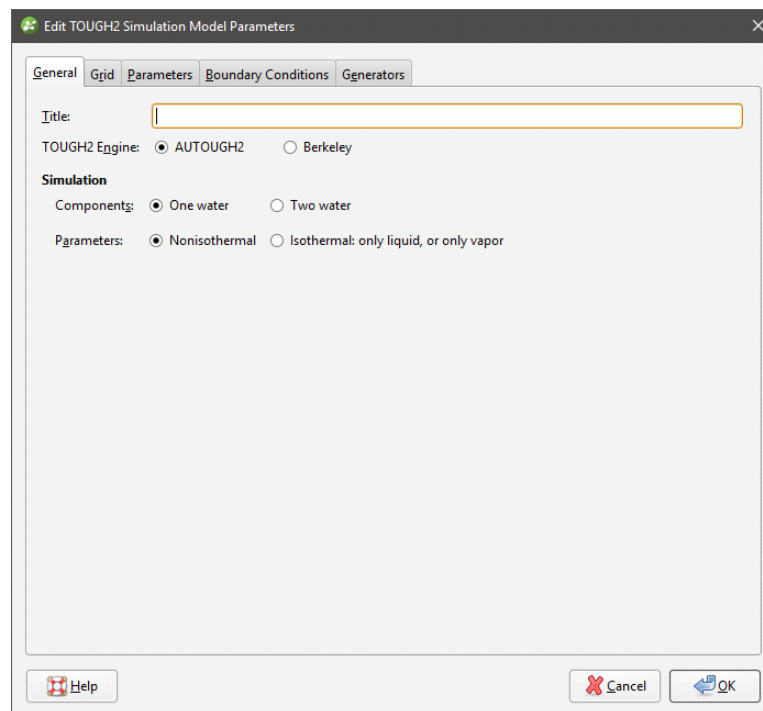 Edit TOUGH2 Simulation Model Parameters
General Grid Parameters Boundary Conditions Generators
Title:
TOUGH2 Engine: AUTOUGH2 Berkeley
Simulation
Components: One water Two water
Parameters: Nonisothermal Isothermal: only liquid, or only vapor
Help Cancel OK